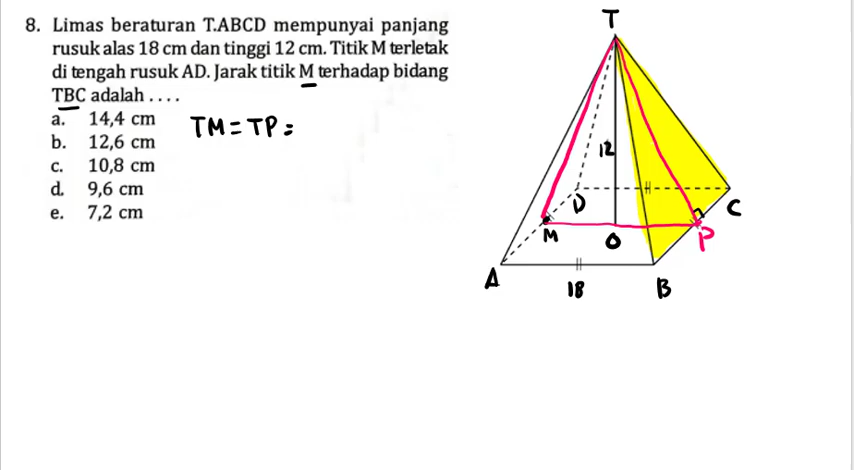 8. Limas beraturan T.ABCD mempunyai panjang
rusuk alas 18 cm dan tinggi 12 cm. Titik M terletak
di tengah rusuk AD. Jarak titik M terhadap bidang
TBC adalah . . . .
a. 14,4 cm
b. 12,6 cm
c. 10,8 cm
d. 9,6 cm
e. 7,2 cm
TM = TP =
T
12
D
C
M
O
P
A
18
B